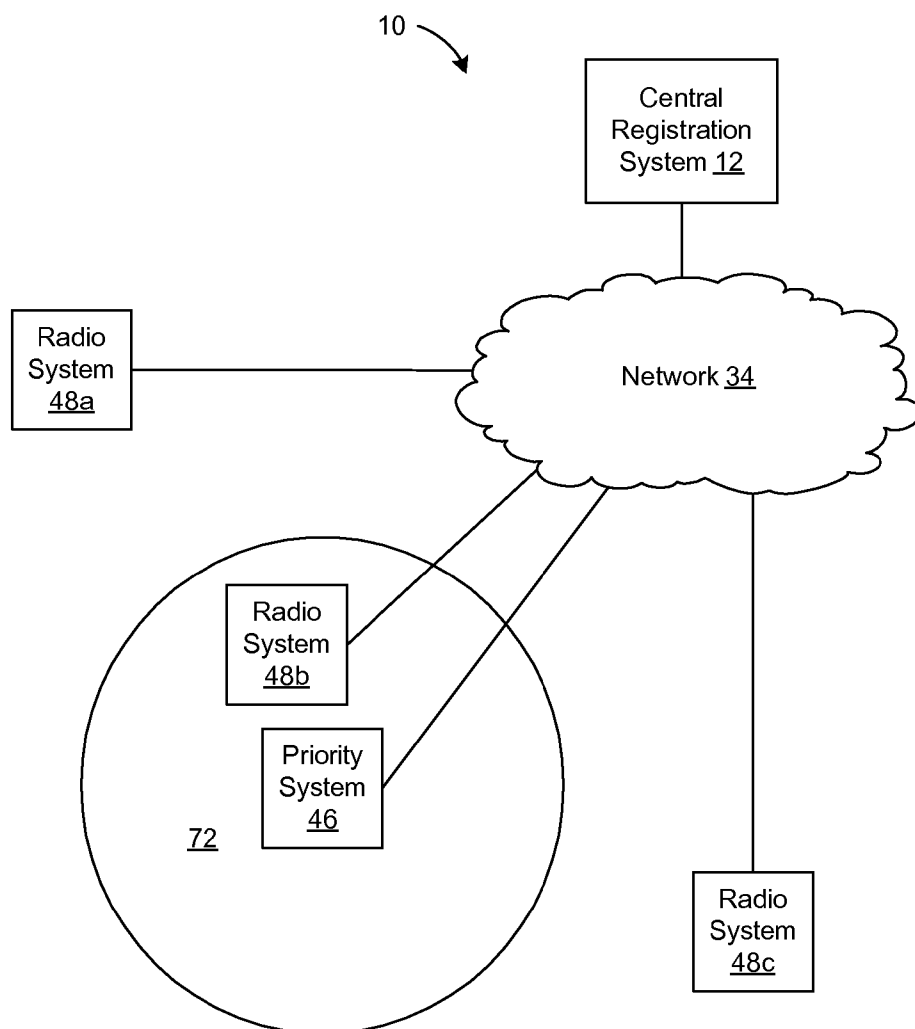 10
Central
Registration
System 12
Radio
System
48a
Network 34
Radio
System
48b
Priority
System
46
72
Radio
System
48c